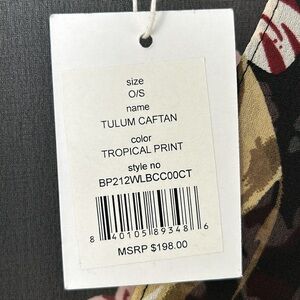 size
O/S
name
TULUM CAFTAN
color
TROPICAL PRINT
style no
BP212WLBCC00CT
8 40105 89348 6
MSRP $198.00